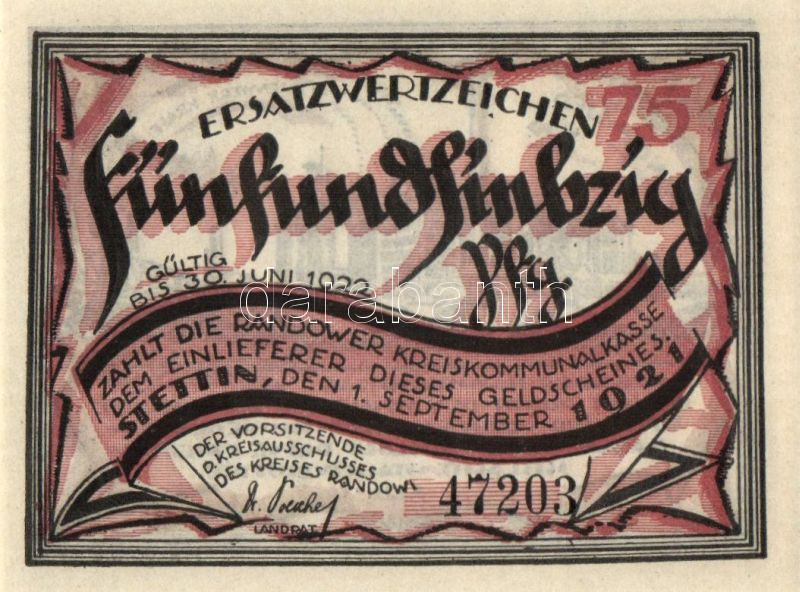 ERSATZWERTZEICHEN 75
Fünfundsiebzig
Pfg.
GÜLTIG
BIS 30. JUNI 1922
ZAHLT DIE RANDOWER KREISKOMMUNALKASSE
DEM EINLIEFERER DIESES GELDSCHEINES.
STETTIN, DEN 1. SEPTEMBER 1921
DER VORSITZENDE
D. KREISAUSSCHUSSES
DES KREISES RANDOW
LANDRAT
47203
darabanth